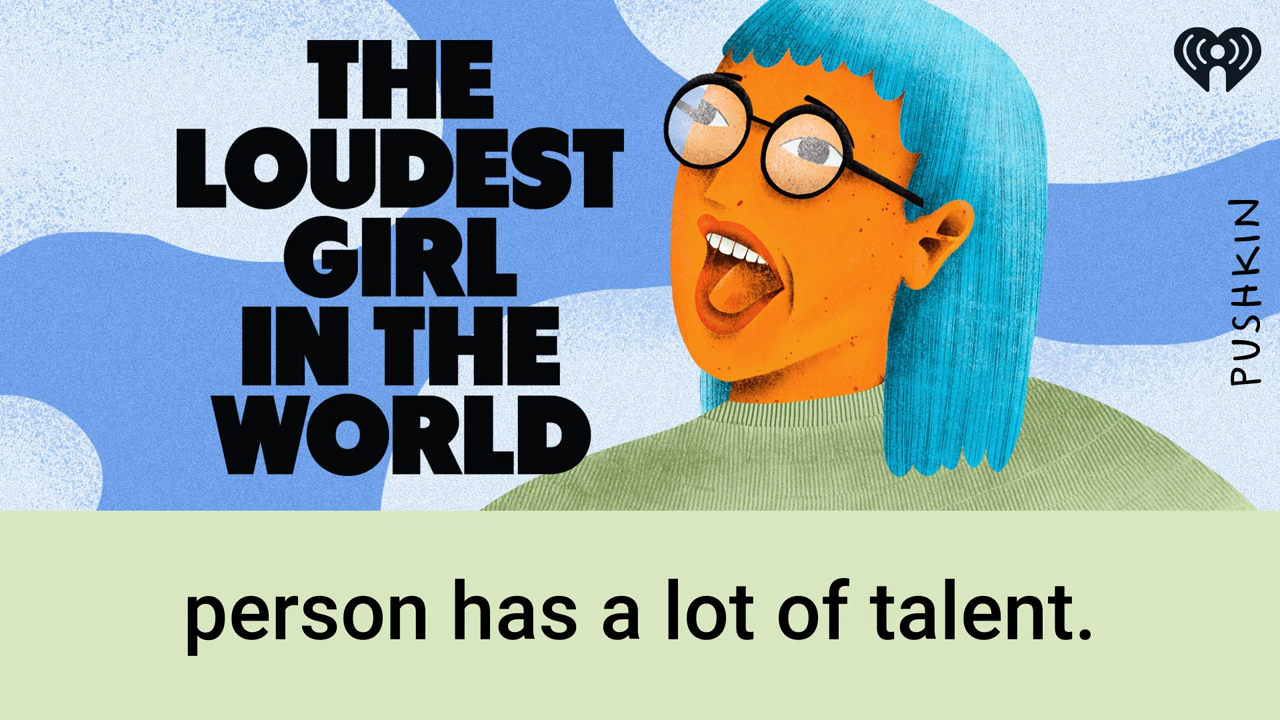 THE
LOUDEST
GIRL
IN THE
WORLD
PUSHKIN
person has a lot of talent.